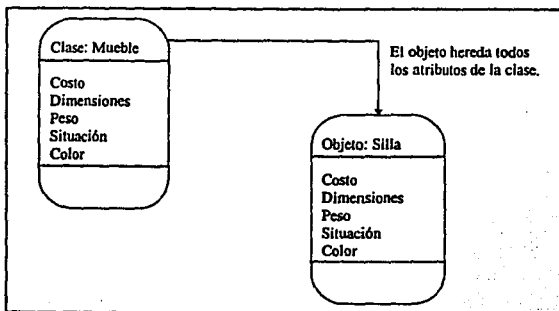 Clase: Mueble
Costo
Dimensiones
Peso
Situación
Color
El objeto hereda todos
los atributos de la clase.
Objeto: Silla
Costo
Dimensiones
Peso
Situación
Color